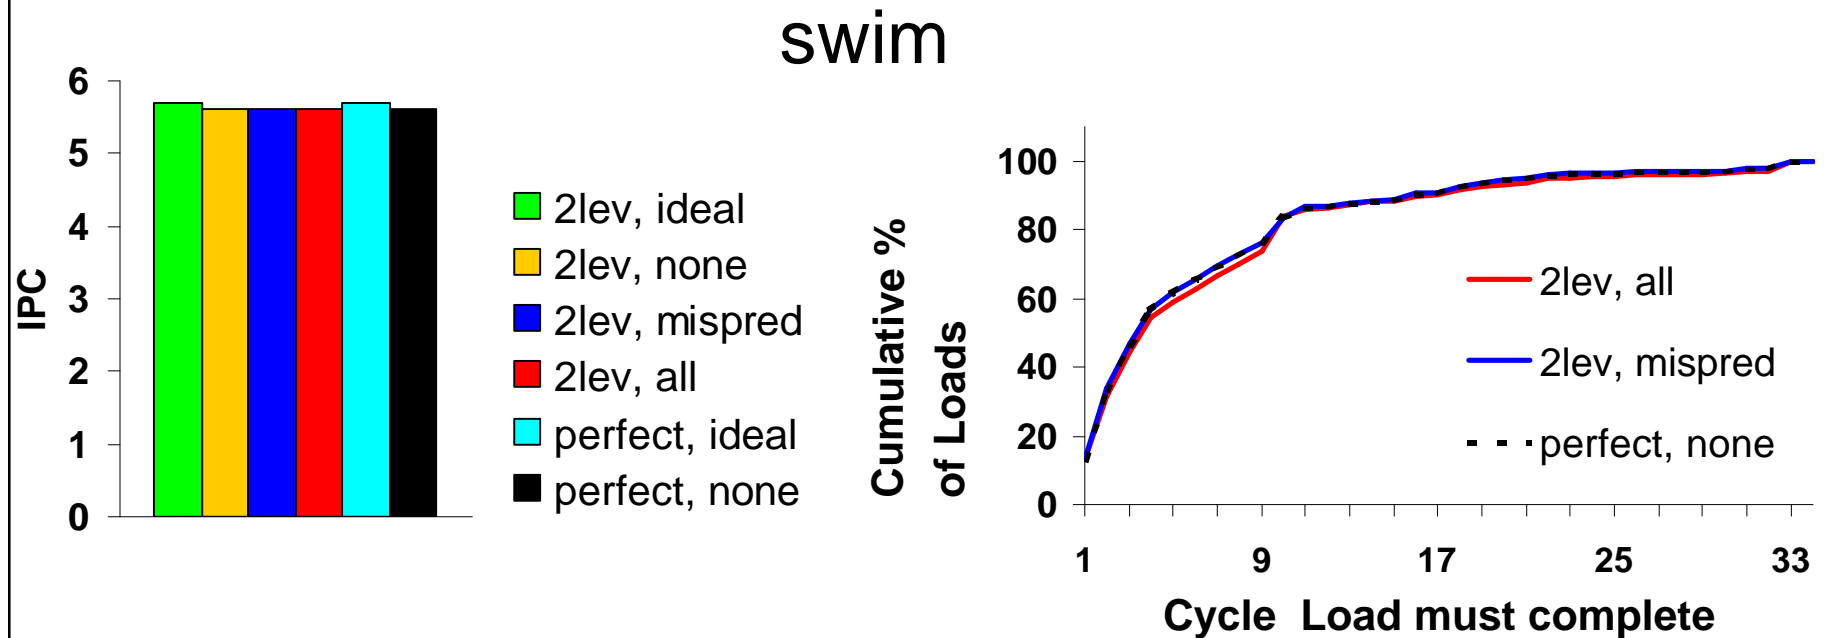 swim
IPC
6
5
4
3
2
1
0
2lev, ideal
2lev, none
2lev, mispred
2lev, all
perfect, ideal
perfect, none
Cumulative %
of Loads
100
80
60
40
20
0
2lev, all
2lev, mispred
perfect, none
1 9 17 25 33
Cycle Load must complete